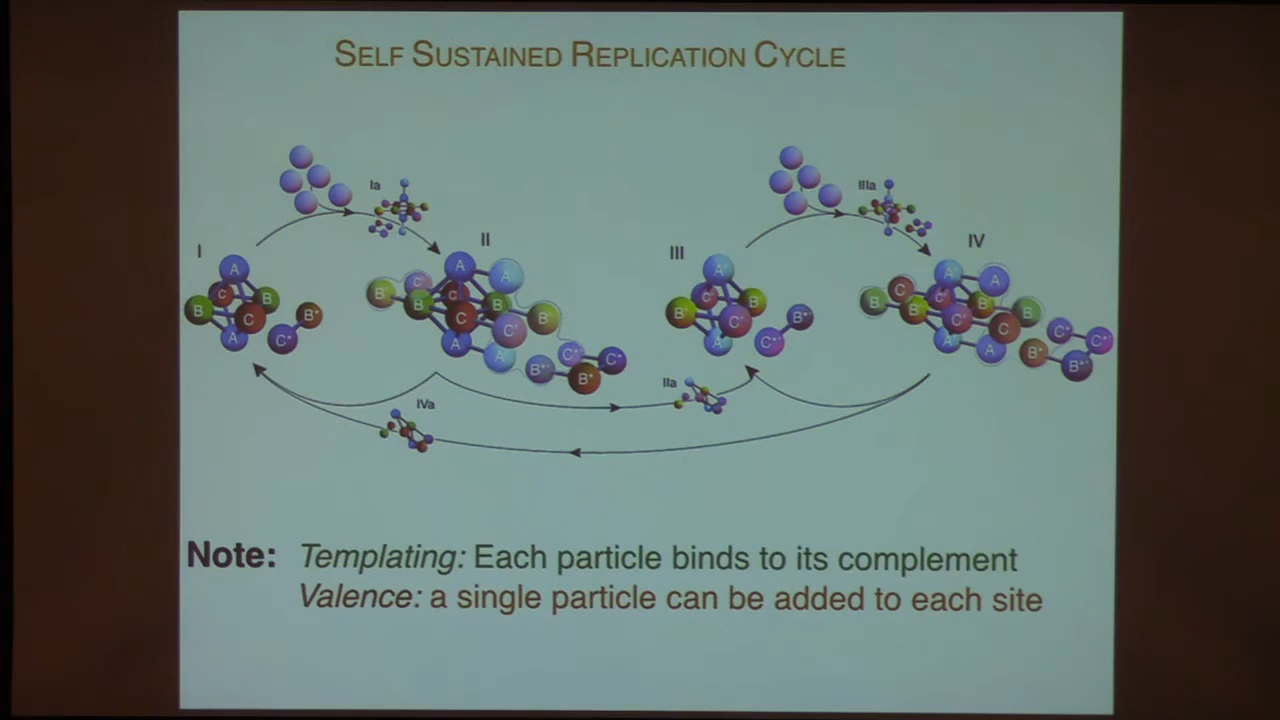 SELF SUSTAINED REPLICATION CYCLE
Ia
IIIa
I
II
III
IV
A
C
B
B
C
A
B*
C*
A
A'
B'
C'
C
B
B
B'
C
C'
A
A'
B*'
C*'
C*
B*
A'
C'
B'
B'
C'
A'
B*'
C*'
A'
A
B
C
C'
B'
B'
B
C'
C
A'
A
B*
C*'
C*
B*'
IIa
IVa
Note: Templating: Each particle binds to its complement
Valence: a single particle can be added to each site